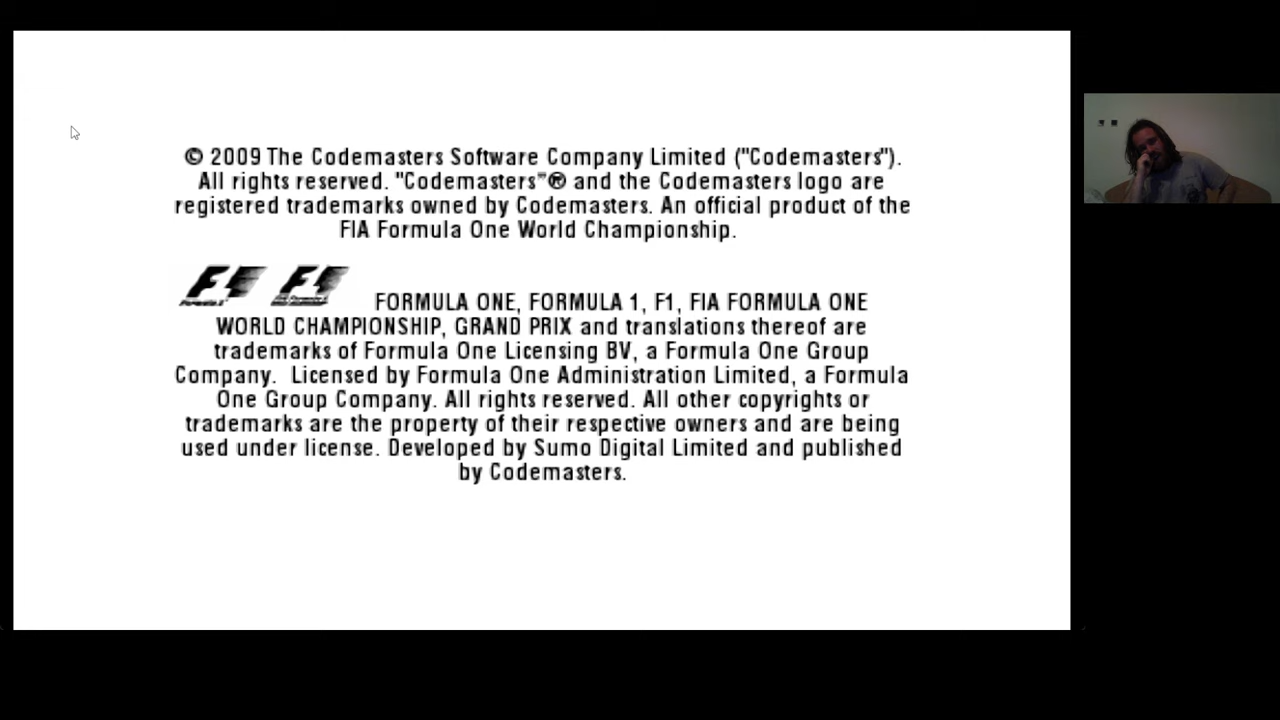 © 2009 The Codemasters Software Company Limited ("Codemasters").
All rights reserved. "Codemasters"® and the Codemasters logo are
registered trademarks owned by Codemasters. An official product of the
FIA Formula One World Championship.
F1 F1 FORMULA ONE, FORMULA 1, F1, FIA FORMULA ONE
WORLD CHAMPIONSHIP, GRAND PRIX and translations thereof are
trademarks of Formula One Licensing BV, a Formula One Group
Company. Licensed by Formula One Administration Limited, a Formula
One Group Company. All rights reserved. All other copyrights or
trademarks are the property of their respective owners and are being
used under license. Developed by Sumo Digital Limited and published
by Codemasters.